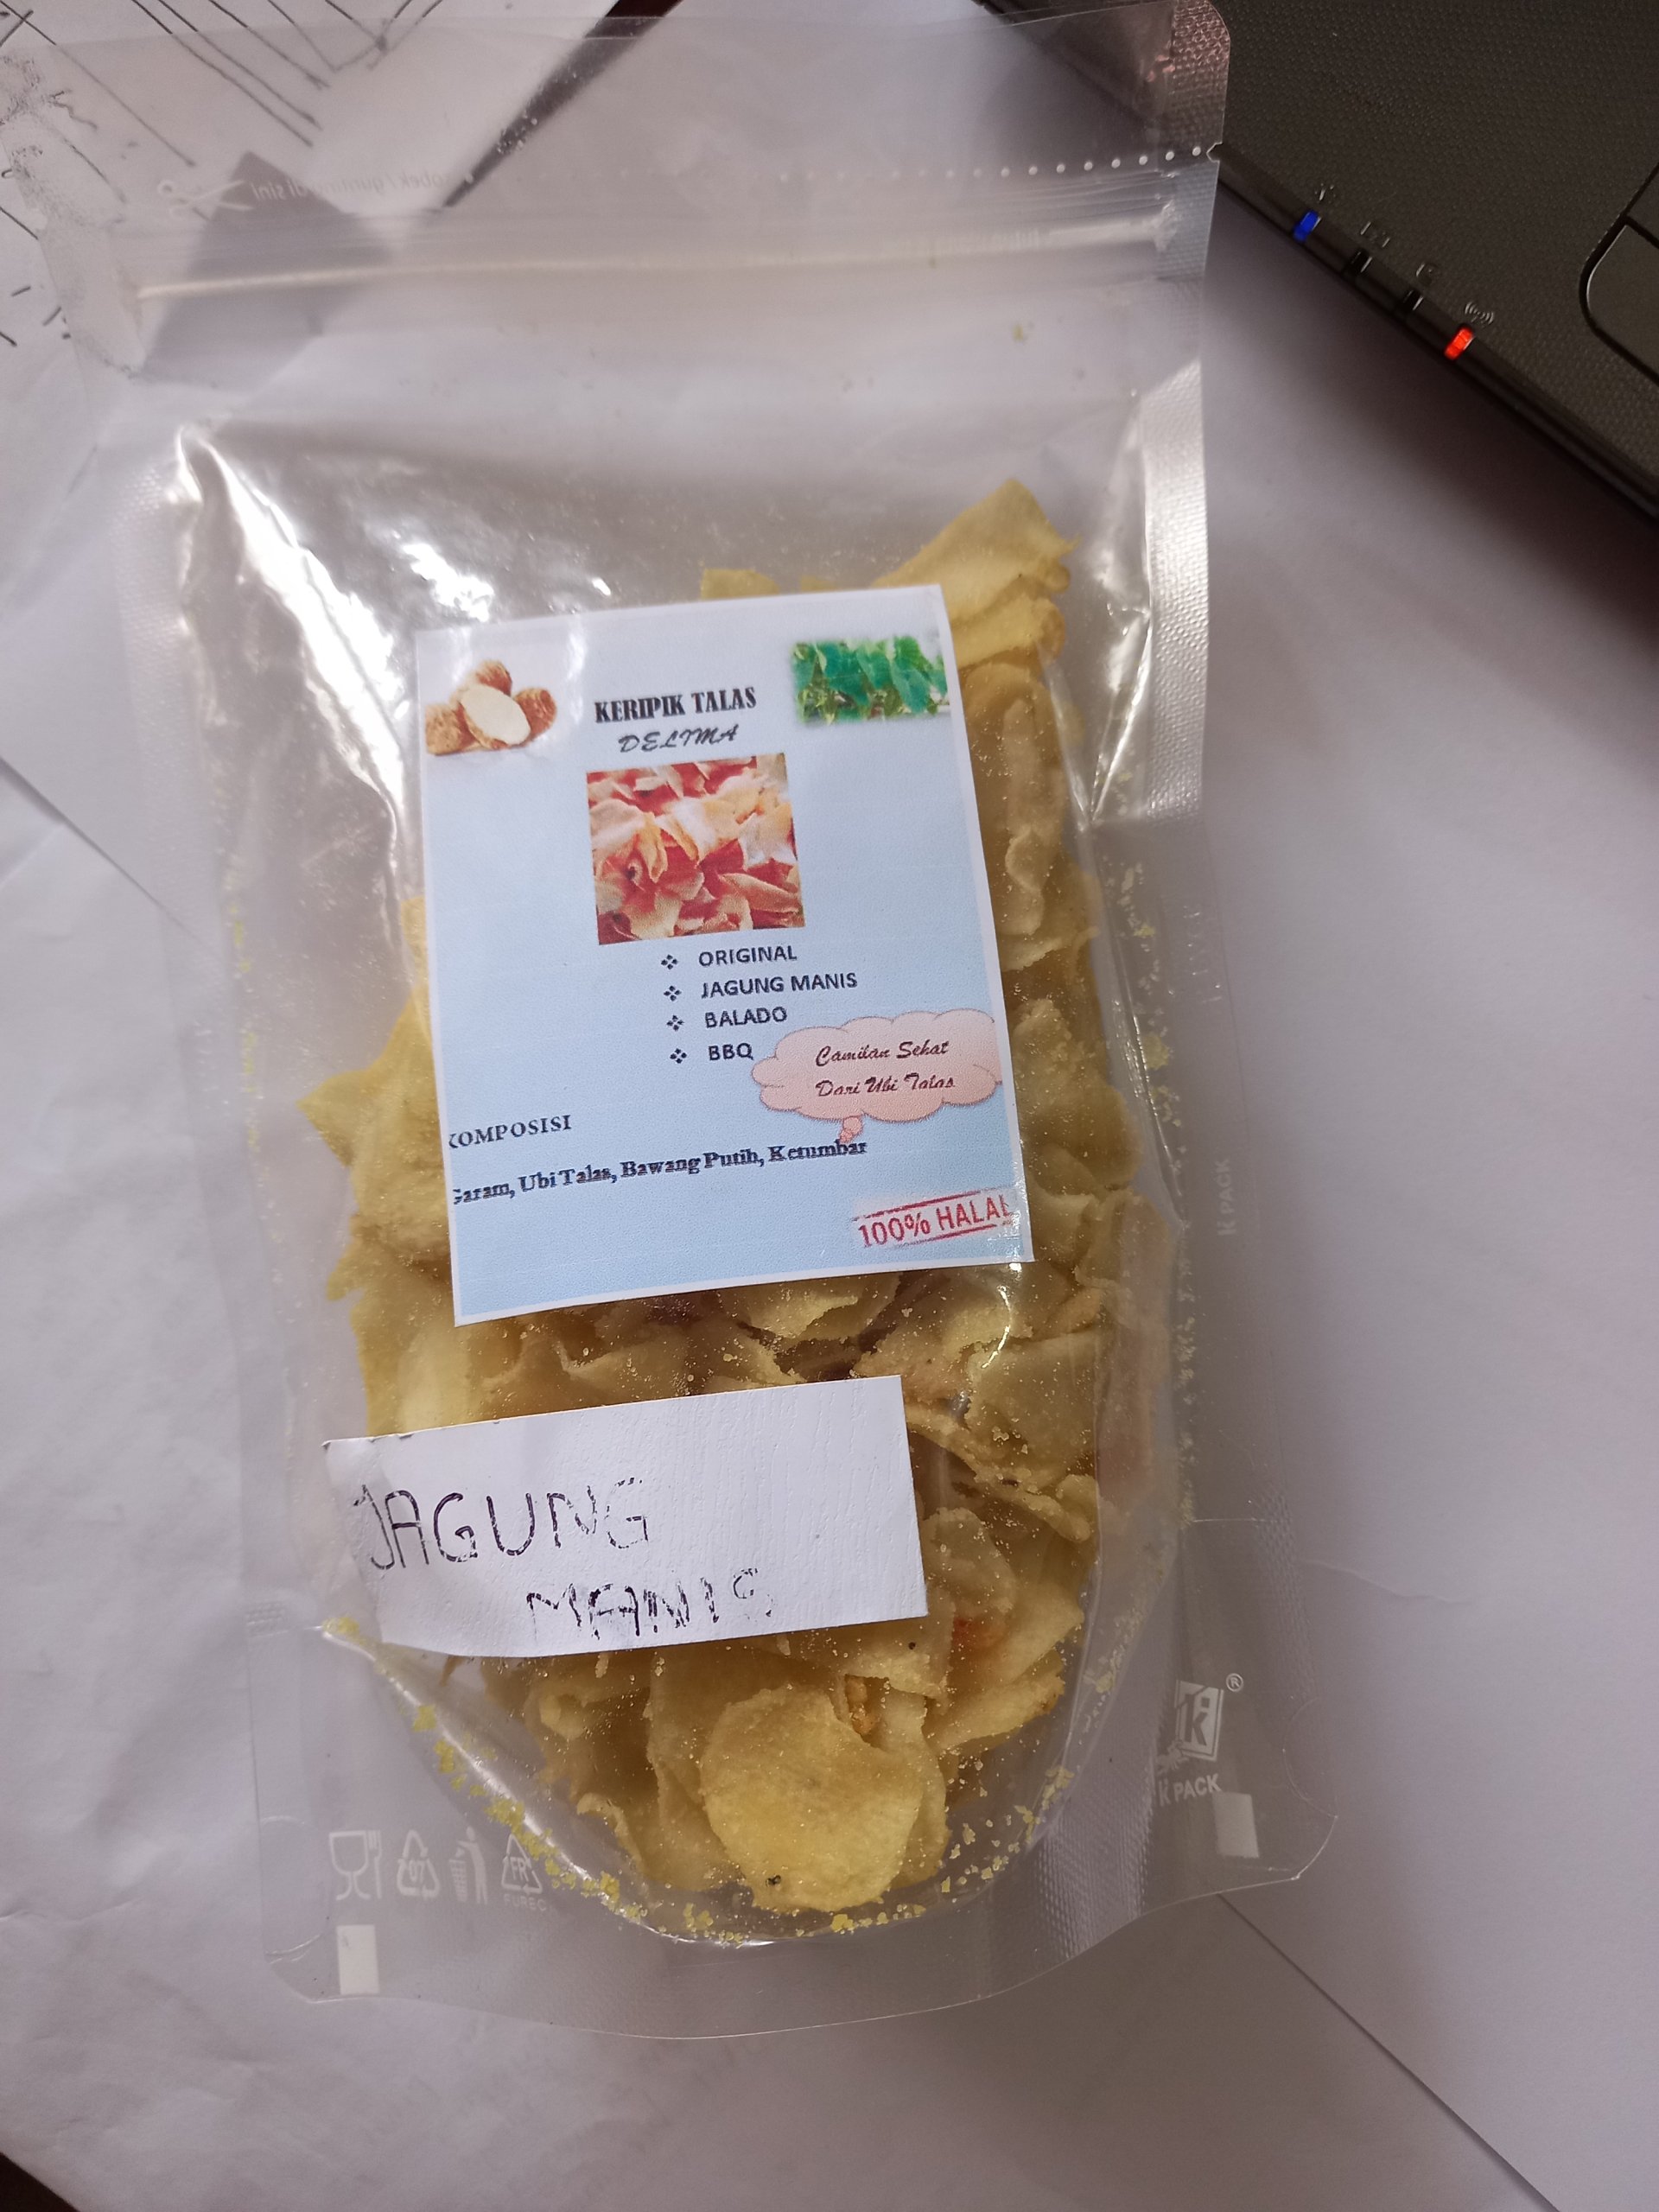 KERIPIK TALAS
DELIMA
❖ ORIGINAL
❖ JAGUNG MANIS
❖ BALADO
❖ BBQ
Camilan Sehat
Dari Ubi Talas
KOMPOSISI
Garam, Ubi Talas, Bawang Putih, Ketumbar
100% HALAL
JAGUNG
MANIS
K PACK
®
K PACK
07